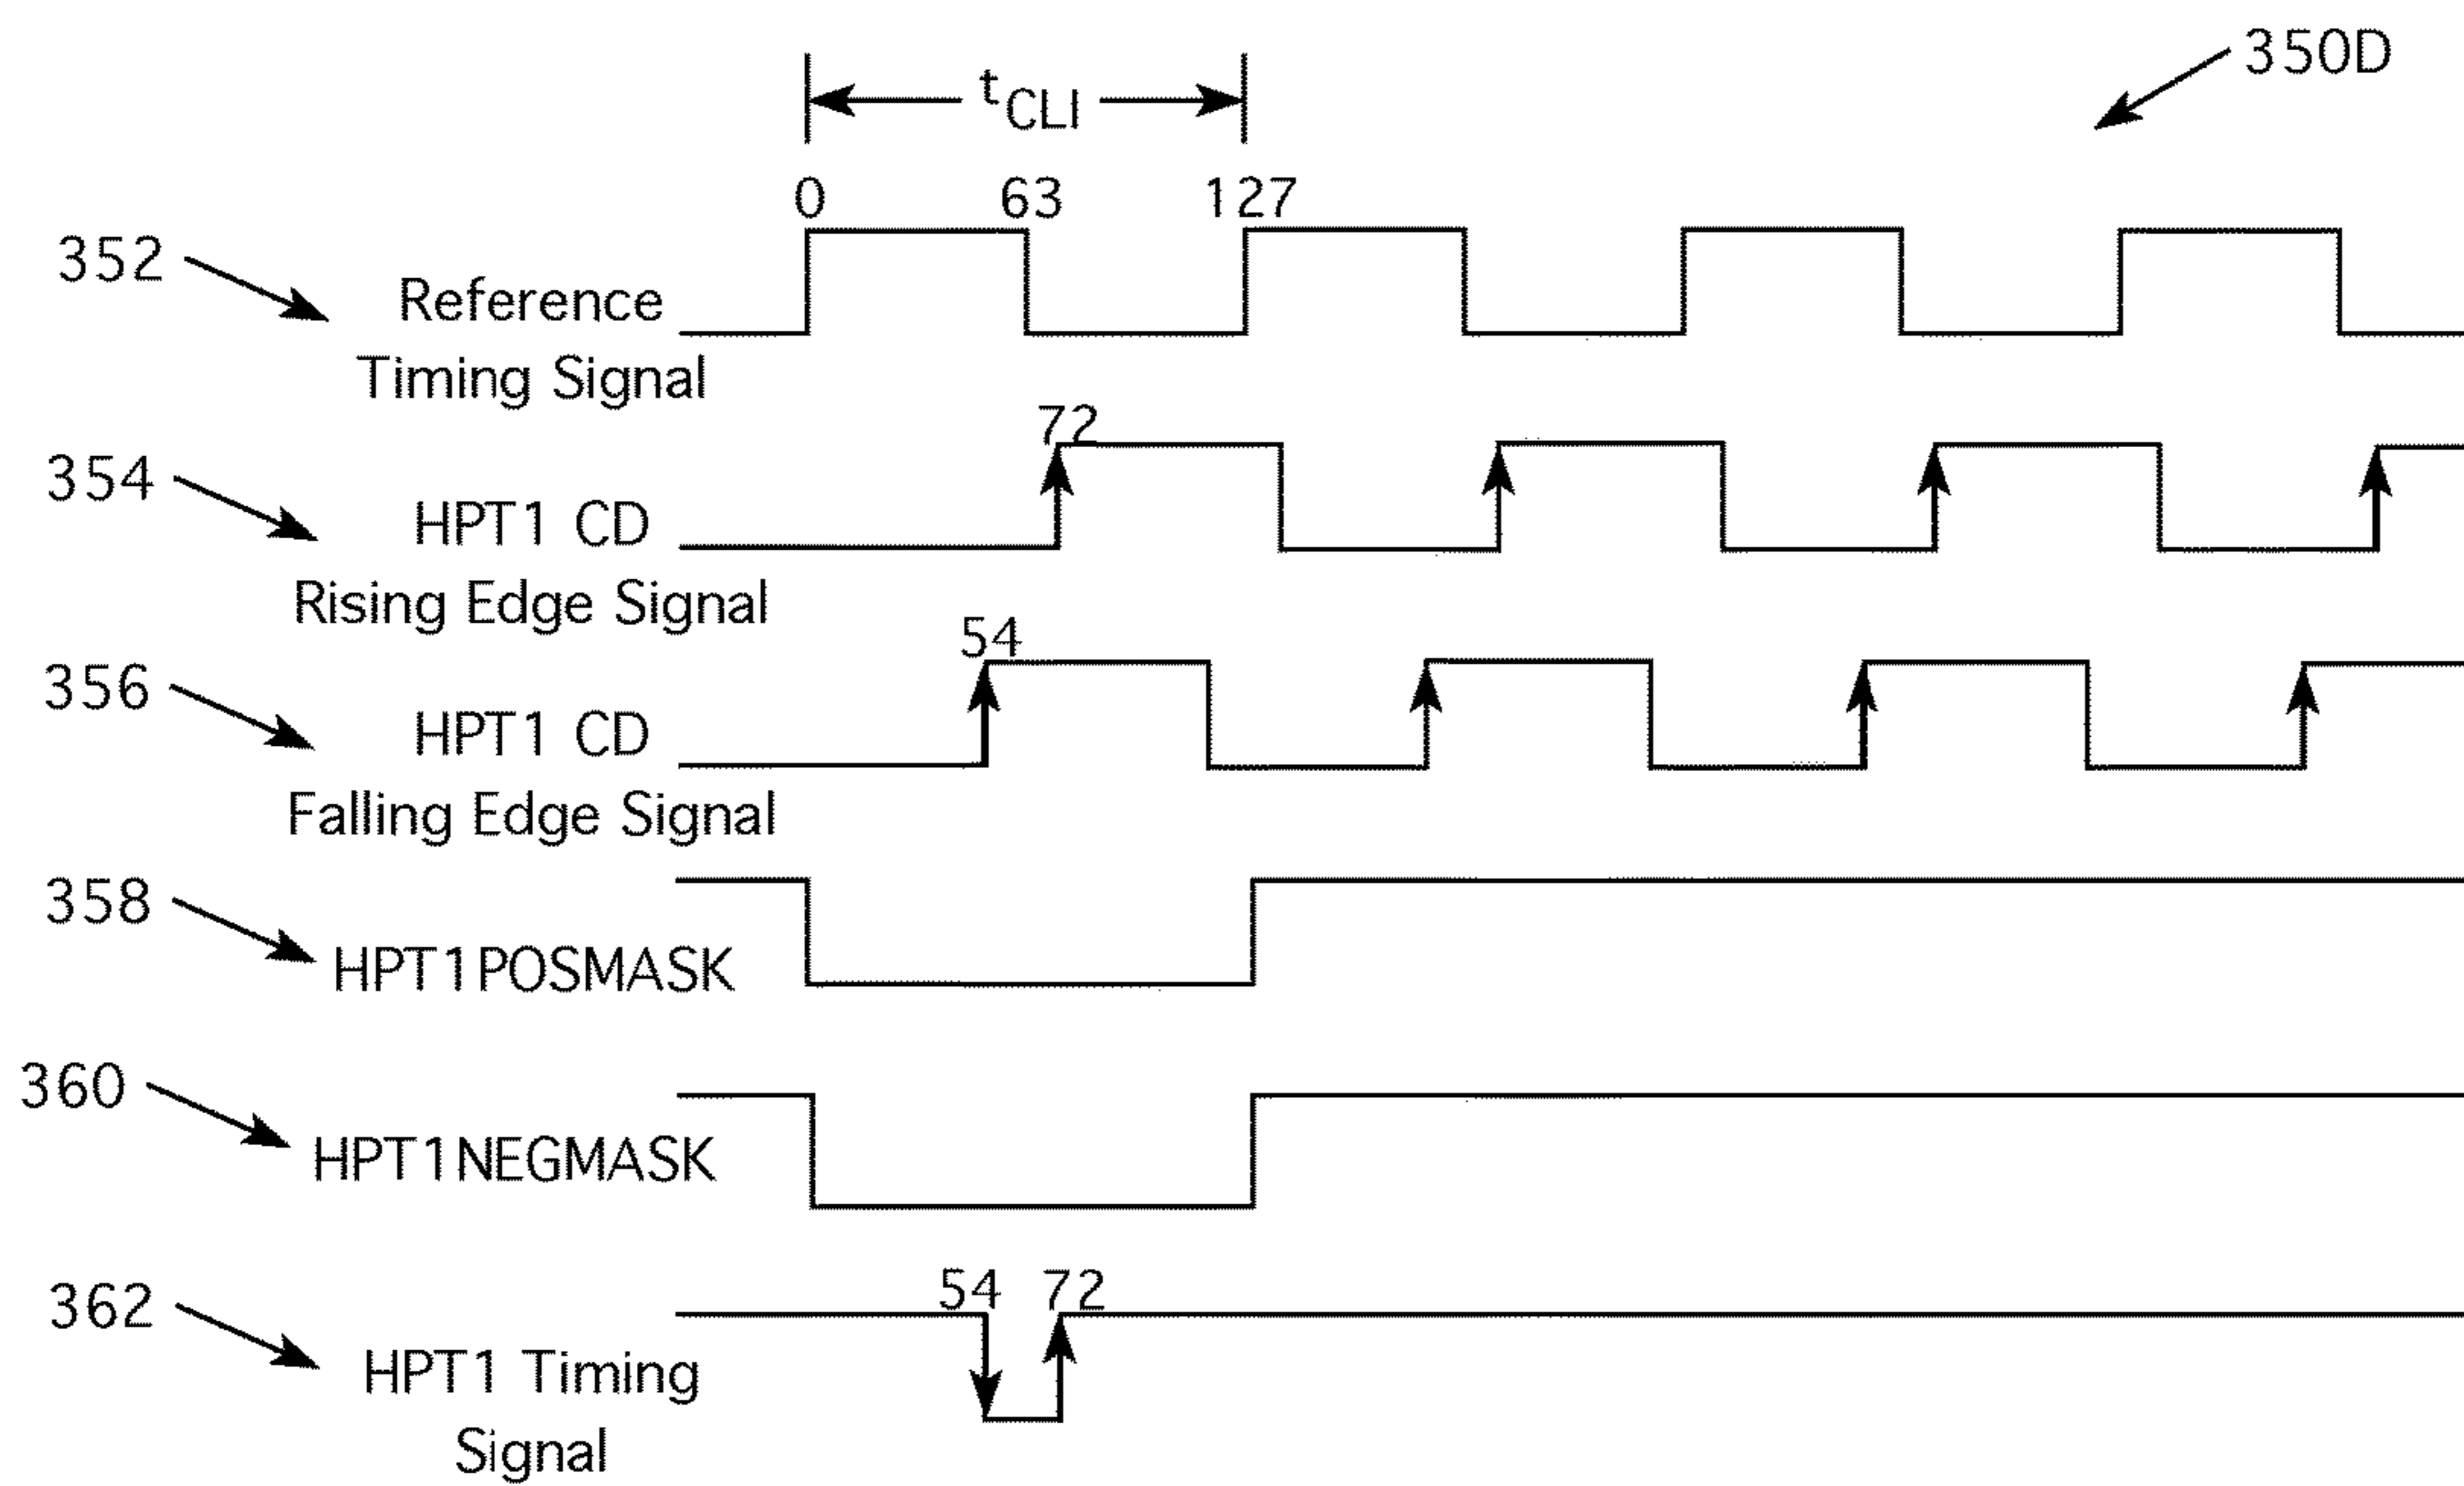 350D
tCLI
0 63 127
352
Reference
Timing Signal
72
354
HPT1 CD
Rising Edge Signal
54
356
HPT1 CD
Falling Edge Signal
358
HPT1POSMASK
360
HPT1NEGMASK
54 72
362
HPT1 Timing
Signal